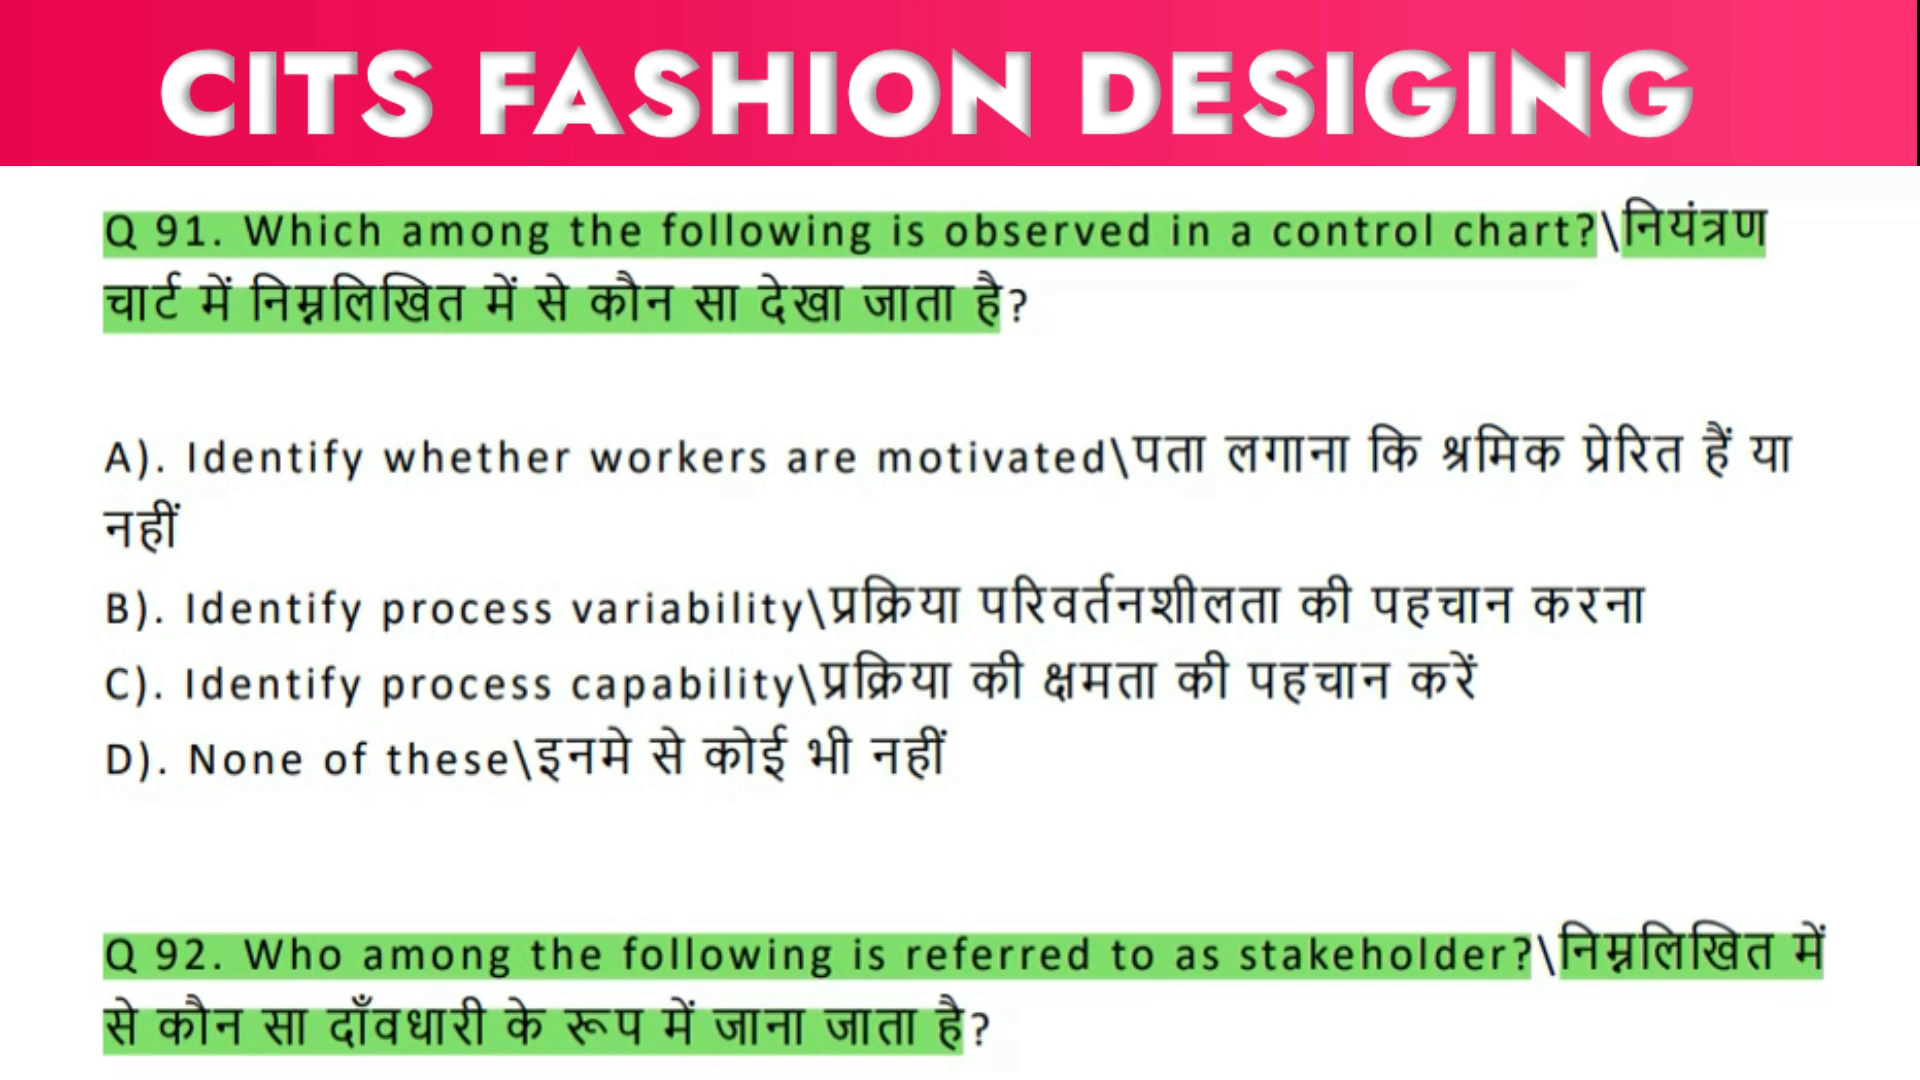 CITS FASHION DESIGING
Q 91. Which among the following is observed in a control chart?\नियंत्रण
चार्ट में निम्नलिखित में से कौन सा देखा जाता है?
A). Identify whether workers are motivated\पता लगाना कि श्रमिक प्रेरित हैं या
नहीं
B). Identify process variability\प्रक्रिया परिवर्तनशीलता की पहचान करना
C). Identify process capability\प्रक्रिया की क्षमता की पहचान करें
D). None of these\इनमे से कोई भी नहीं
Q 92. Who among the following is referred to as stakeholder?\निम्नलिखित में
से कौन सा दाँवधारी के रूप में जाना जाता है?